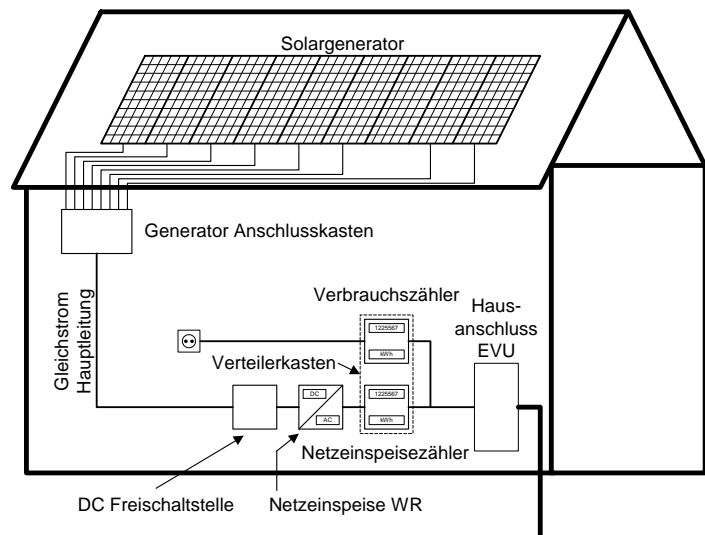 Solargenerator
Generator Anschlusskasten
Gleichstrom
Hauptleitung
Verbrauchszähler
Haus-
anschluss
EVU
1225567
kWh
Verteilerkasten
DC
AC
1225567
kWh
Netzeinspeisezähler
DC Freischaltstelle
Netzeinspeise WR